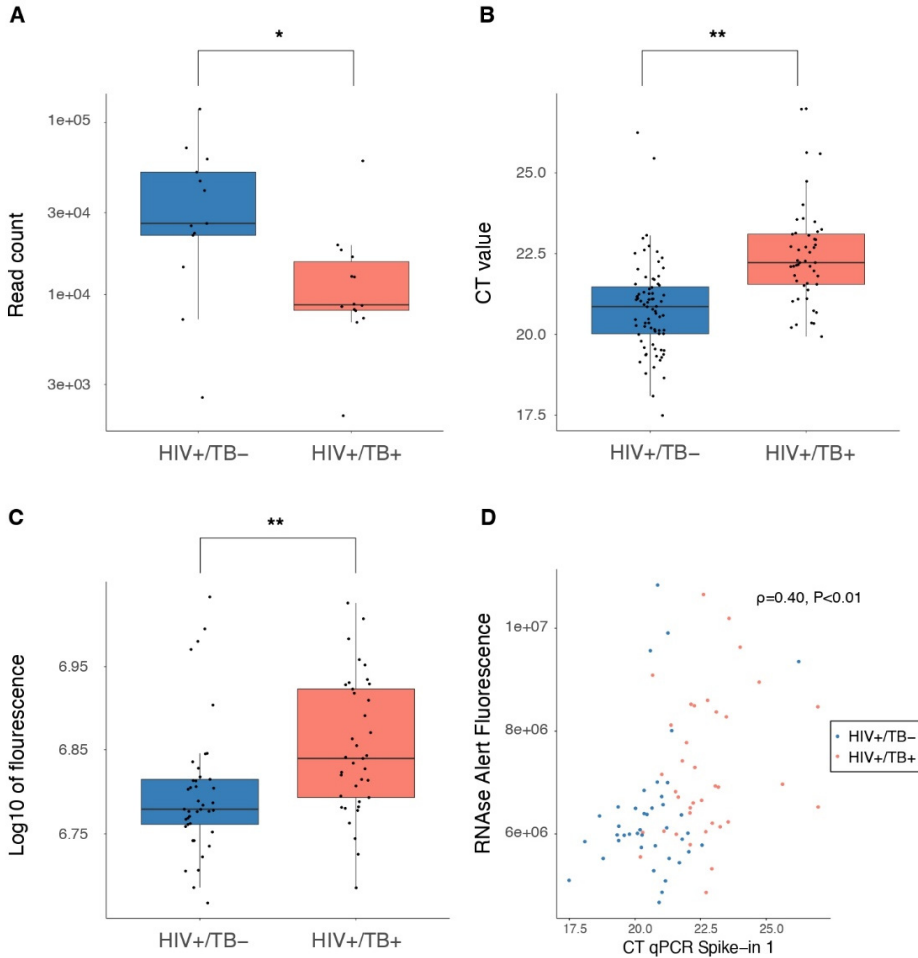 A
*
1e+05
3e+04
1e+04
3e+03
Read count
HIV+/TB−
HIV+/TB+
B
**
25.0
22.5
20.0
17.5
CT value
HIV+/TB−
HIV+/TB+
C
**
6.95
6.85
6.75
Log10 of flourescence
HIV+/TB−
HIV+/TB+
D
ρ=0.40, P<0.01
1e+07
8e+06
6e+06
RNAse Alert Fluorescence
HIV+/TB−
HIV+/TB+
17.5 20.0 22.5 25.0
CT qPCR Spike−in 1